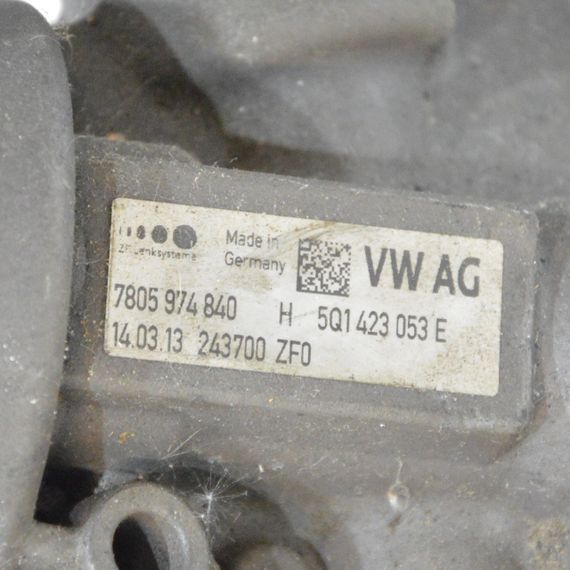 ZF Lenksysteme
Made in
Germany
VW AG
7805 974 840 H 5Q1 423 053 E
14.03.13 243700 ZF0